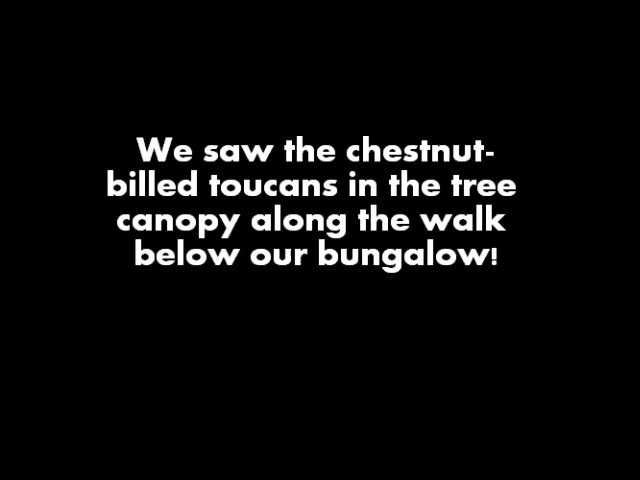 We saw the chestnut-
billed toucans in the tree
canopy along the walk
below our bungalow!